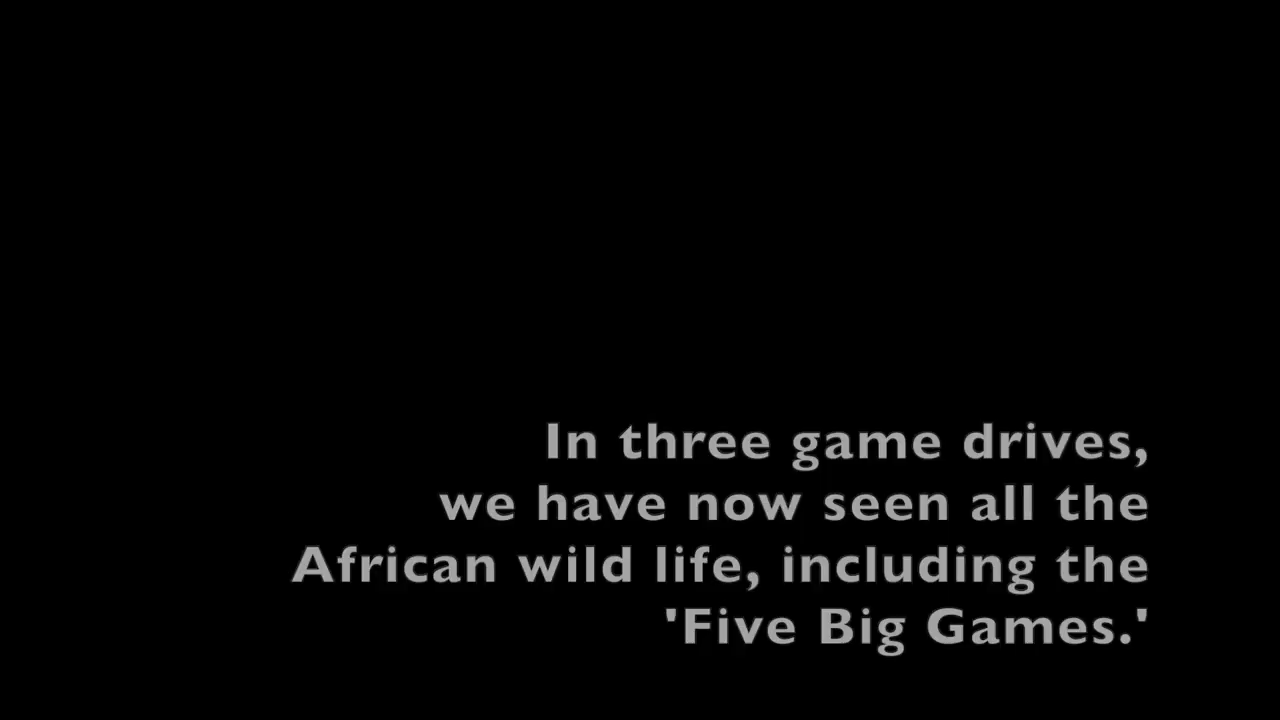 In three game drives,
we have now seen all the
African wild life, including the
'Five Big Games.'